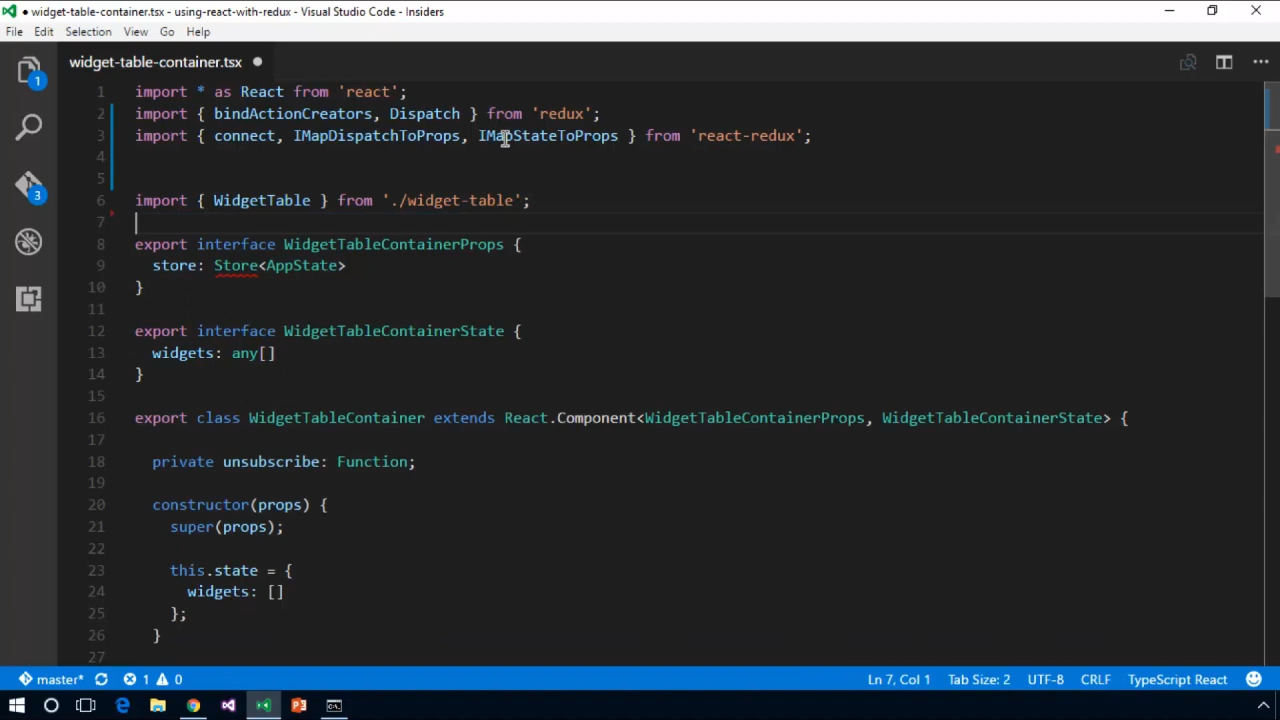 ● widget-table-container.tsx - using-react-with-redux - Visual Studio Code - Insiders
File Edit Selection View Go Help
widget-table-container.tsx ●
1 import * as React from 'react';
2 import { bindActionCreators, Dispatch } from 'redux';
3 import { connect, IMapDispatchToProps, IMapStateToProps } from 'react-redux';
4
5
6 import { WidgetTable } from './widget-table';
7
8 export interface WidgetTableContainerProps {
9 store: Store<AppState>
10 }
11
12 export interface WidgetTableContainerState {
13 widgets: any[]
14 }
15
16 export class WidgetTableContainer extends React.Component<WidgetTableContainerProps, WidgetTableContainerState> {
17
18 private unsubscribe: Function;
19
20 constructor(props) {
21 super(props);
22
23 this.state = {
24 widgets: []
25 };
26 }
27
1
3
master* 1 0 Ln 7, Col 1 Tab Size: 2 UTF-8 CRLF TypeScript React